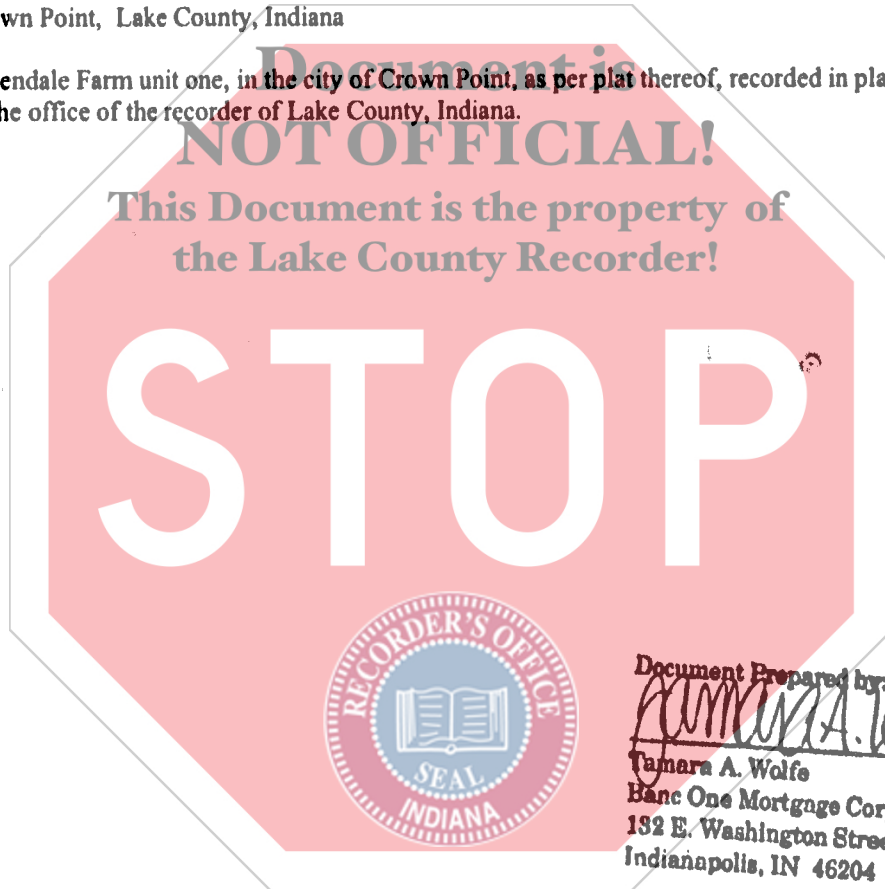 wn Point, Lake County, Indiana
Document is
endale Farm unit one, in the city of Crown Point, as per plat thereof, recorded in pla
he office of the recorder of Lake County, Indiana.
NOT OFFICIAL!
This Document is the property of
the Lake County Recorder!
STOP
RECORDER'S OFFICE
SEAL
INDIANA
Document Prepared by:
Tamara A. W
Tamara A. Wolfe
Banc One Mortgage Cor
132 E. Washington Stree
Indianapolis, IN 46204